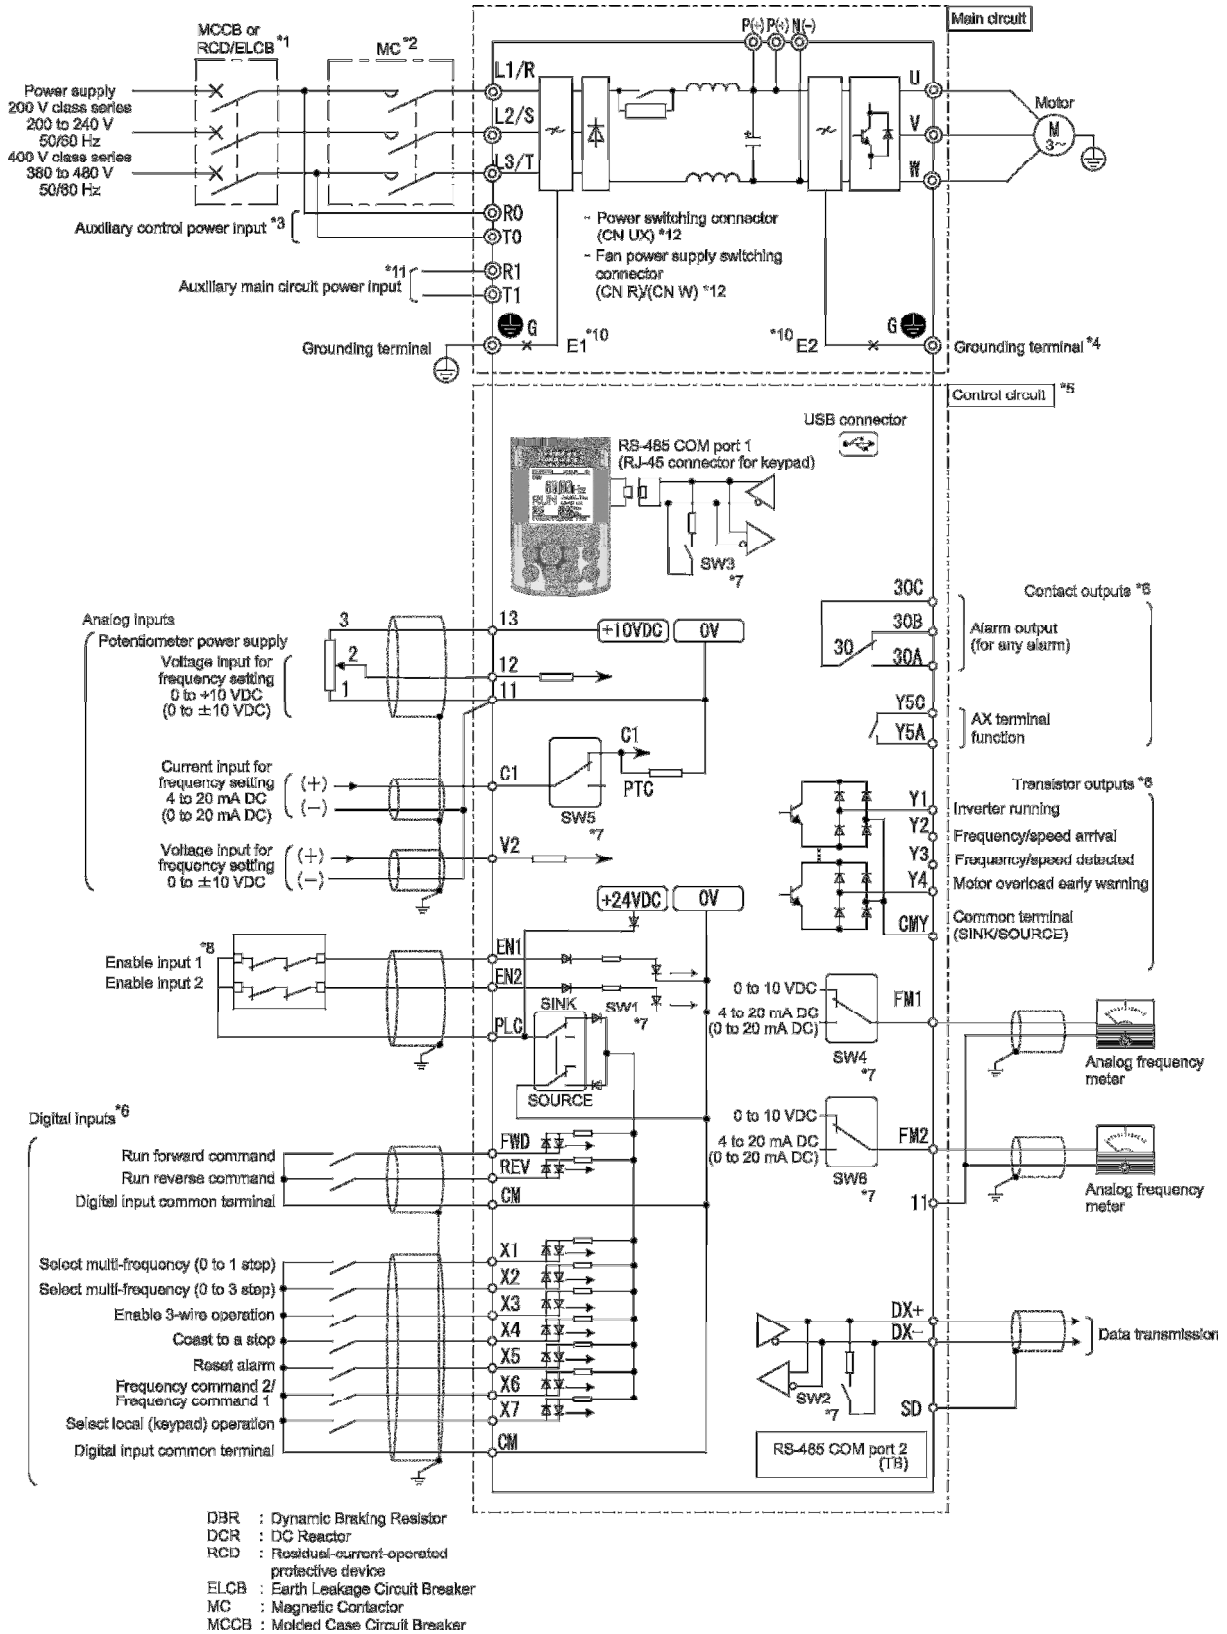 Main circuit
P(+) P(+) N(-)
MCCB or
RCD/ELCB *1
MC *2
Power supply
200 V class series
200 to 240 V
50/60 Hz
400 V class series
380 to 480 V
50/60 Hz
L1/R
L2/S
L3/T
U
V
W
Motor
M
3~
Auxiliary control power input *3
R0
T0
*11
Auxiliary main circuit power input
R1
T1
~ Power switching connector
(CN UX) *12
~ Fan power supply switching
connector
(CN R)/(CN W) *12
G
E1 *10
*10 E2
G
Grounding terminal
Grounding terminal *4
Control circuit *5
USB connector
RS-485 COM port 1
(RJ-45 connector for keypad)
RUN
SW3
*7
Contact outputs *6
30C
30B
30
30A
Alarm output
(for any alarm)
Y5C
Y5A
AX terminal
function
Analog inputs
Potentiometer power supply
Voltage input for
frequency setting
0 to +10 VDC
(0 to ±10 VDC)
3
2
1
13
12
11
+10VDC
0V
Current input for
frequency setting
4 to 20 mA DC
(0 to 20 mA DC)
(+)
(−)
C1
C1
PTC
SW5
*7
Voltage input for
frequency setting
0 to ±10 VDC
(+)
(−)
V2
Transistor outputs *6
Y1
Inverter running
Y2
Frequency/speed arrival
Y3
Frequency/speed detected
Y4
Motor overload early warning
CMY
Common terminal
(SINK/SOURCE)
+24VDC
0V
*8
Enable input 1
Enable input 2
EN1
EN2
PLC
SINK
SW1
*7
SOURCE
0 to 10 VDC
4 to 20 mA DC
(0 to 20 mA DC)
SW4
*7
FM1
Analog frequency
meter
0 to 10 VDC
4 to 20 mA DC
(0 to 20 mA DC)
SW6
*7
FM2
11
Analog frequency
meter
Digital inputs *6
Run forward command
FWD
Run reverse command
REV
Digital input common terminal
CM
Select multi-frequency (0 to 1 step)
X1
Select multi-frequency (0 to 3 step)
X2
Enable 3-wire operation
X3
Coast to a stop
X4
Reset alarm
X5
Frequency command 2/
Frequency command 1
X6
Select local (keypad) operation
X7
Digital input common terminal
CM
DX+
DX−
Data transmission
SW2
*7
SD
RS-485 COM port 2
(TB)
DBR : Dynamic Braking Resistor
DCR : DC Reactor
RCD : Residual-current-operated
protective device
ELCB : Earth Leakage Circuit Breaker
MC : Magnetic Contactor
MCCB : Molded Case Circuit Breaker